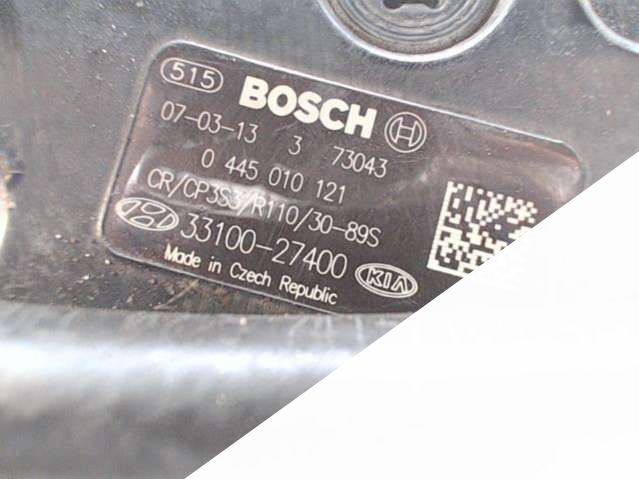 515 BOSCH
07-03-13 3 73043
0 445 010 121
CR/CP3S3/R110/30-89S
33100-27400 KIA
Made in Czech Republic